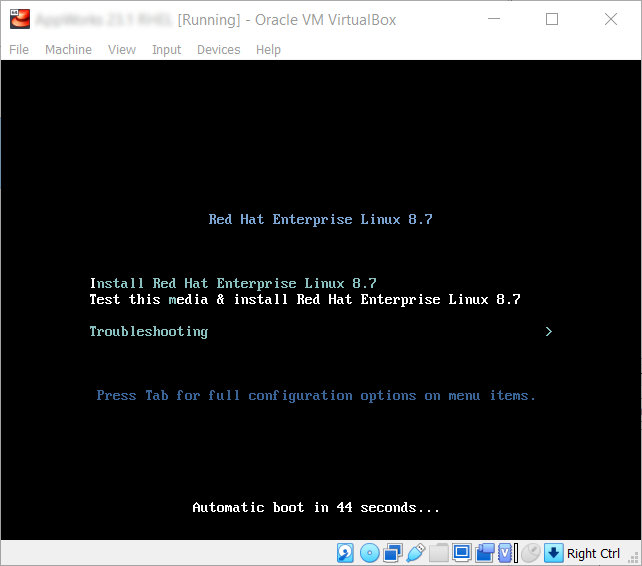 [Running] - Oracle VM VirtualBox
File Machine View Input Devices Help
Red Hat Enterprise Linux 8.7
Install Red Hat Enterprise Linux 8.7
Test this media & install Red Hat Enterprise Linux 8.7
Troubleshooting >
Press Tab for full configuration options on menu items.
Automatic boot in 44 seconds...
V
Right Ctrl